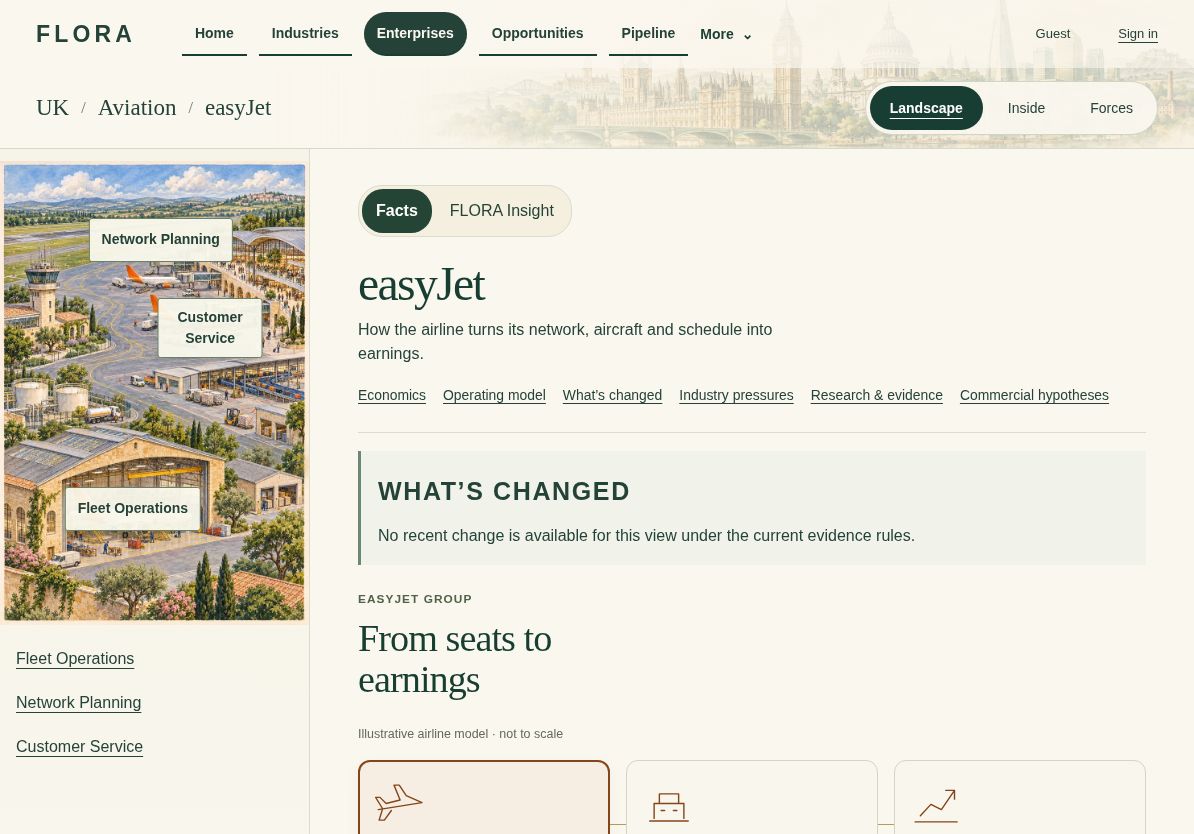 FLORA
Home
Industries
Enterprises
Opportunities
Pipeline
More
Guest
Sign in
UK / Aviation / easyJet
Landscape
Inside
Forces
Network Planning
Customer
Service
Fleet Operations
Fleet Operations
Network Planning
Customer Service
Facts
FLORA Insight
easyJet
How the airline turns its network, aircraft and schedule into
earnings.
Economics
Operating model
What’s changed
Industry pressures
Research & evidence
Commercial hypotheses
WHAT’S CHANGED
No recent change is available for this view under the current evidence rules.
EASYJET GROUP
From seats to
earnings
Illustrative airline model · not to scale